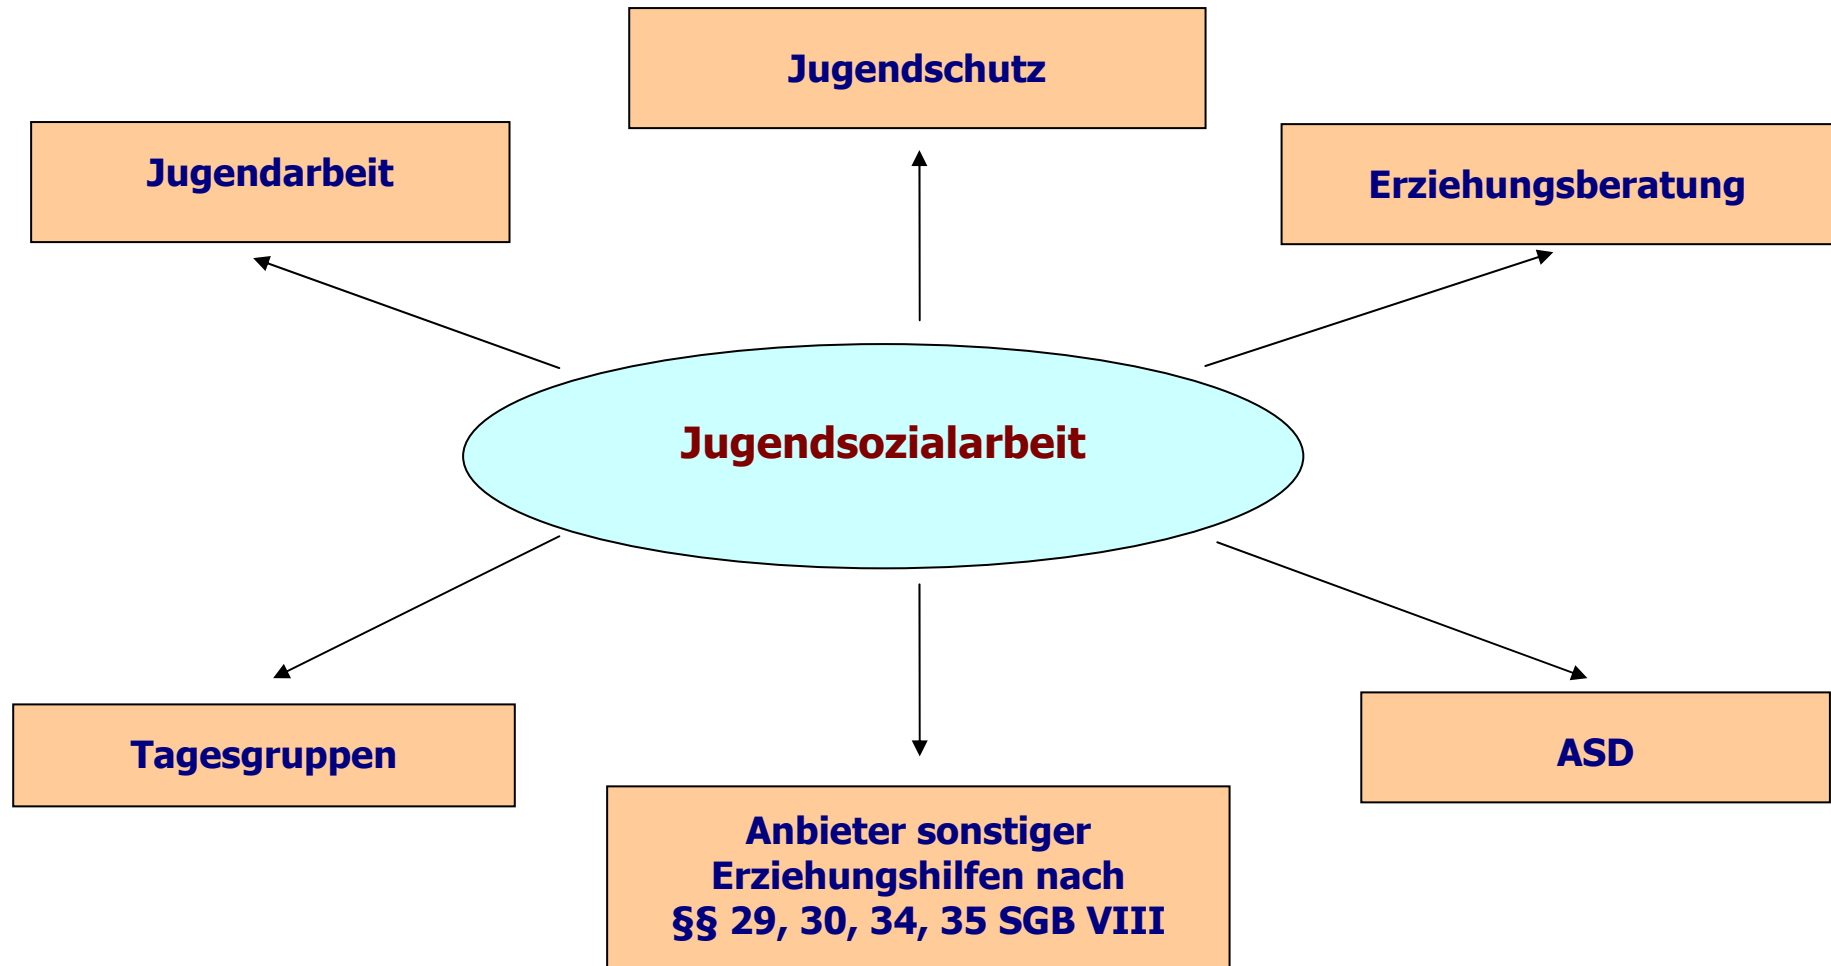 Jugendschutz
Jugendarbeit
Erziehungsberatung
Jugendsozialarbeit
Tagesgruppen
ASD
Anbieter sonstiger
Erziehungshilfen nach
§§ 29, 30, 34, 35 SGB VIII